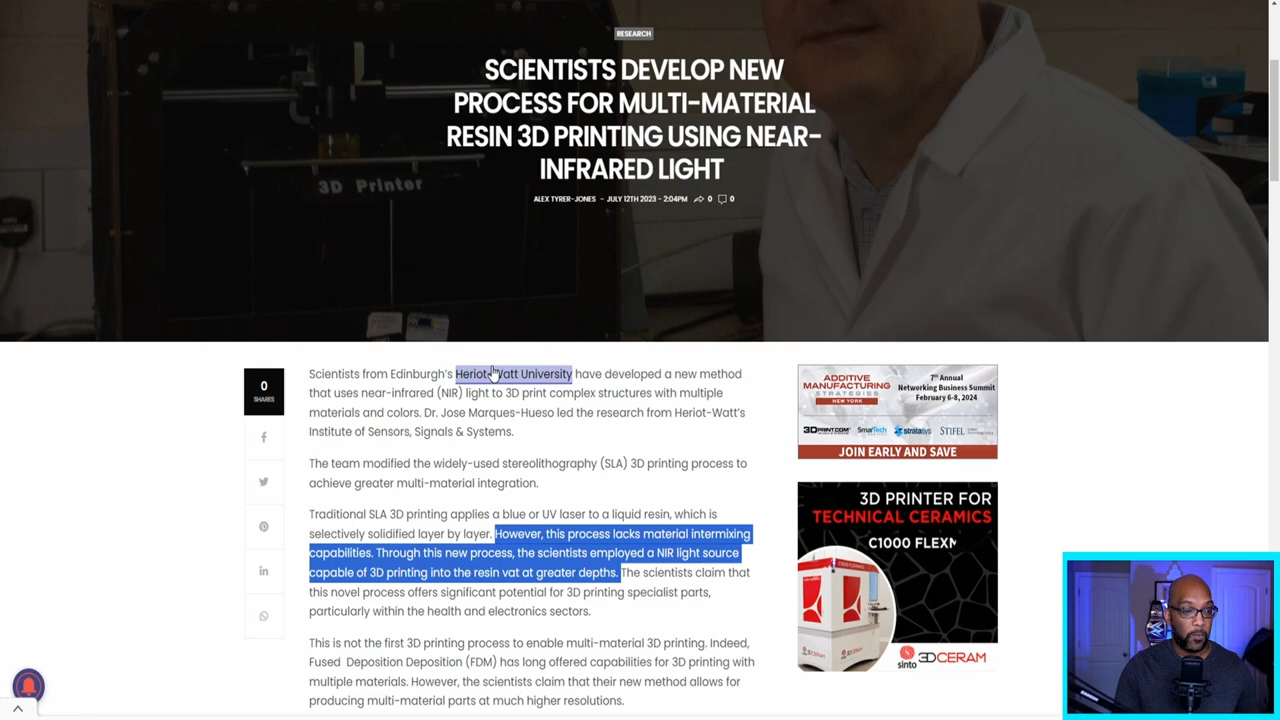 RESEARCH
SCIENTISTS DEVELOP NEW
PROCESS FOR MULTI-MATERIAL
RESIN 3D PRINTING USING NEAR-
INFRARED LIGHT
ALEX TYRER-JONES - JULY 12TH 2023 - 2:04PM 0 0
3D Printer
0
SHARES
Scientists from Edinburgh's Heriot-Watt University have developed a new method
that uses near-infrared (NIR) light to 3D print complex structures with multiple
materials and colors. Dr. Jose Marques-Hueso led the research from Heriot-Watt's
Institute of Sensors, Signals & Systems.
The team modified the widely-used stereolithography (SLA) 3D printing process to
achieve greater multi-material integration.
Traditional SLA 3D printing applies a blue or UV laser to a liquid resin, which is
selectively solidified layer by layer. However, this process lacks material intermixing
capabilities. Through this new process, the scientists employed a NIR light source
capable of 3D printing into the resin vat at greater depths. The scientists claim that
this novel process offers significant potential for 3D printing specialist parts,
particularly within the health and electronics sectors.
This is not the first 3D printing process to enable multi-material 3D printing. Indeed,
Fused Deposition Deposition (FDM) has long offered capabilities for 3D printing with
multiple materials. However, the scientists claim that their new method allows for
producing multi-material parts at much higher resolutions.
ADDITIVE
MANUFACTURING
STRATEGIES
NEW YORK
7th Annual
Networking Business Summit
February 6-8, 2024
3DPRINT.COM SmarTech stratasys STIFEL
JOIN EARLY AND SAVE
3D PRINTER FOR
TECHNICAL CERAMICS
C1000 FLEXM
sinto 3DCERAM